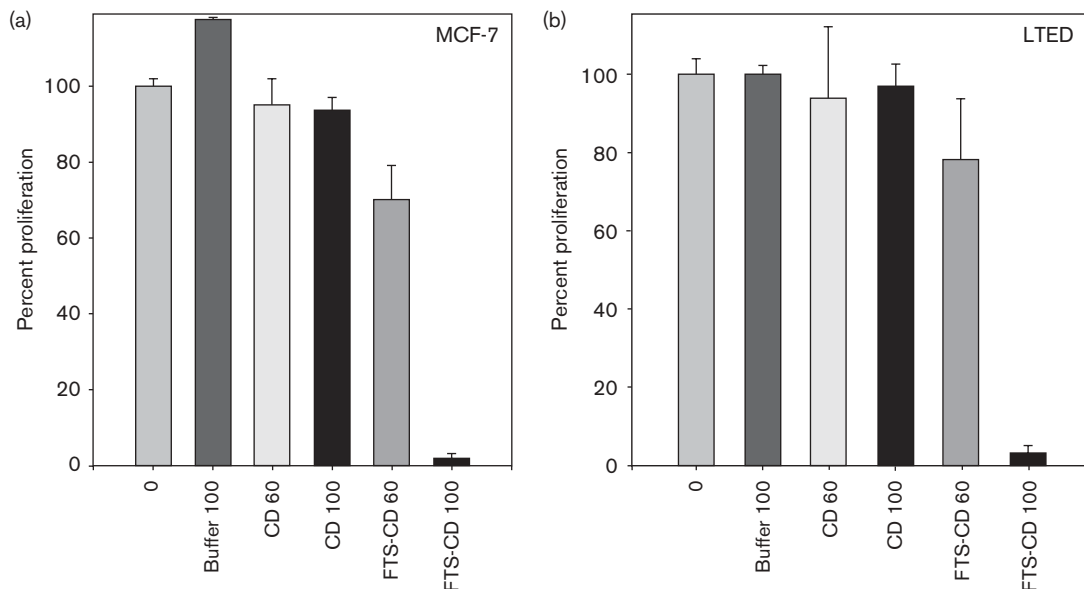 (a)
MCF-7
Percent proliferation
100
80
60
40
20
0
0
Buffer 100
CD 60
CD 100
FTS-CD 60
FTS-CD 100
(b)
LTED
Percent proliferation
100
80
60
40
20
0
0
Buffer 100
CD 60
CD 100
FTS-CD 60
FTS-CD 100